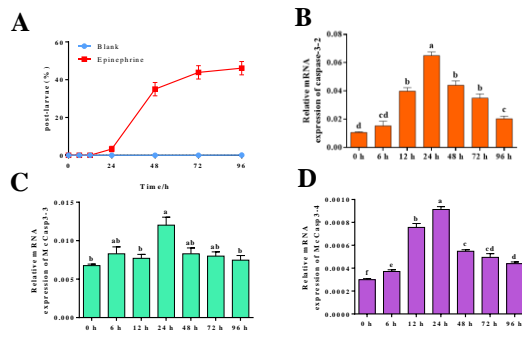 A
Blank
Epinephrine
post-larvae (%)
60
40
20
0
0 24 48 72 96
Time/h
B
Relative mRNA
expression of caspase-3-2
0.08
0.06
0.04
0.02
0.00
d cd b a b b c
0 h 6 h 12 h 24 h 48 h 72 h 96 h
C
Relative mRNA
expression of McCasp3-3
0.015
0.010
0.005
0.000
b ab b a ab ab b
0 h 6 h 12 h 24 h 48 h 72 h 96 h
D
Relative mRNA
expression of McCasp3-4
0.0010
0.0008
0.0006
0.0004
0.0002
0.0000
f e b a c cd d
0 h 6 h 12 h 24 h 48 h 72 h 96 h